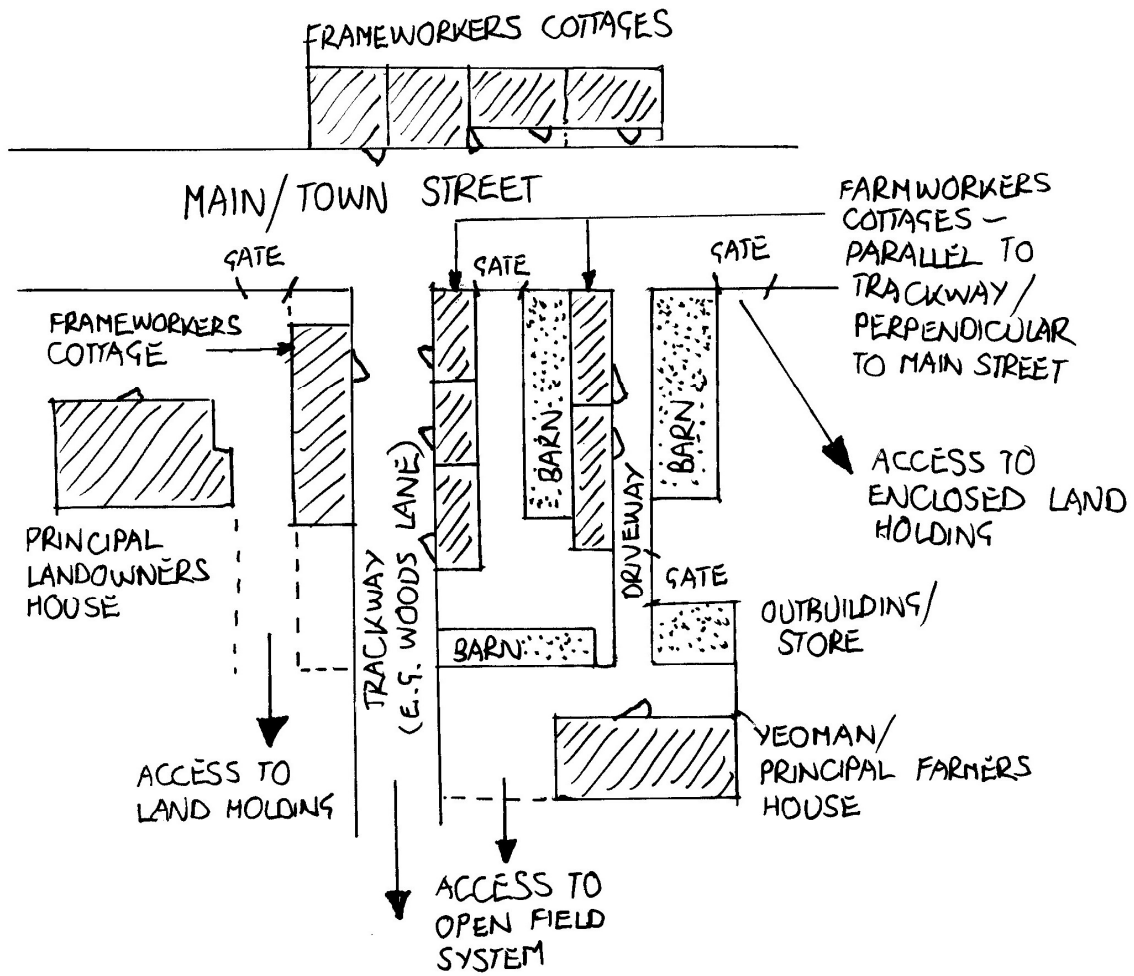 FRAMEWORKERS COTTAGES
MAIN/TOWN STREET
FARMWORKERS
COTTAGES –
PARALLEL TO
TRACKWAY/
PERPENDICULAR
TO MAIN STREET
GATE
GATE
GATE
FRAMEWORKERS
COTTAGE
BARN
BARN
PRINCIPAL
LANDOWNERS
HOUSE
TRACKWAY
(E.G. WOODS LANE)
DRIVEWAY
ACCESS TO
ENCLOSED LAND
HOLDING
GATE
OUTBUILDING/
STORE
BARN
YEOMAN/
PRINCIPAL FARMERS
HOUSE
ACCESS TO
LAND HOLDING
ACCESS TO
OPEN FIELD
SYSTEM